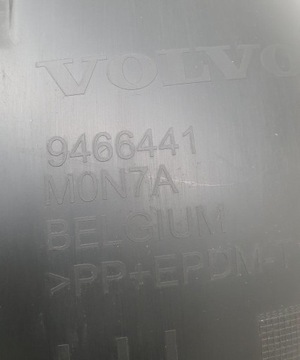 VOLVO
9466441
M0N7A
BELGIUM
>PP+EPDM-T